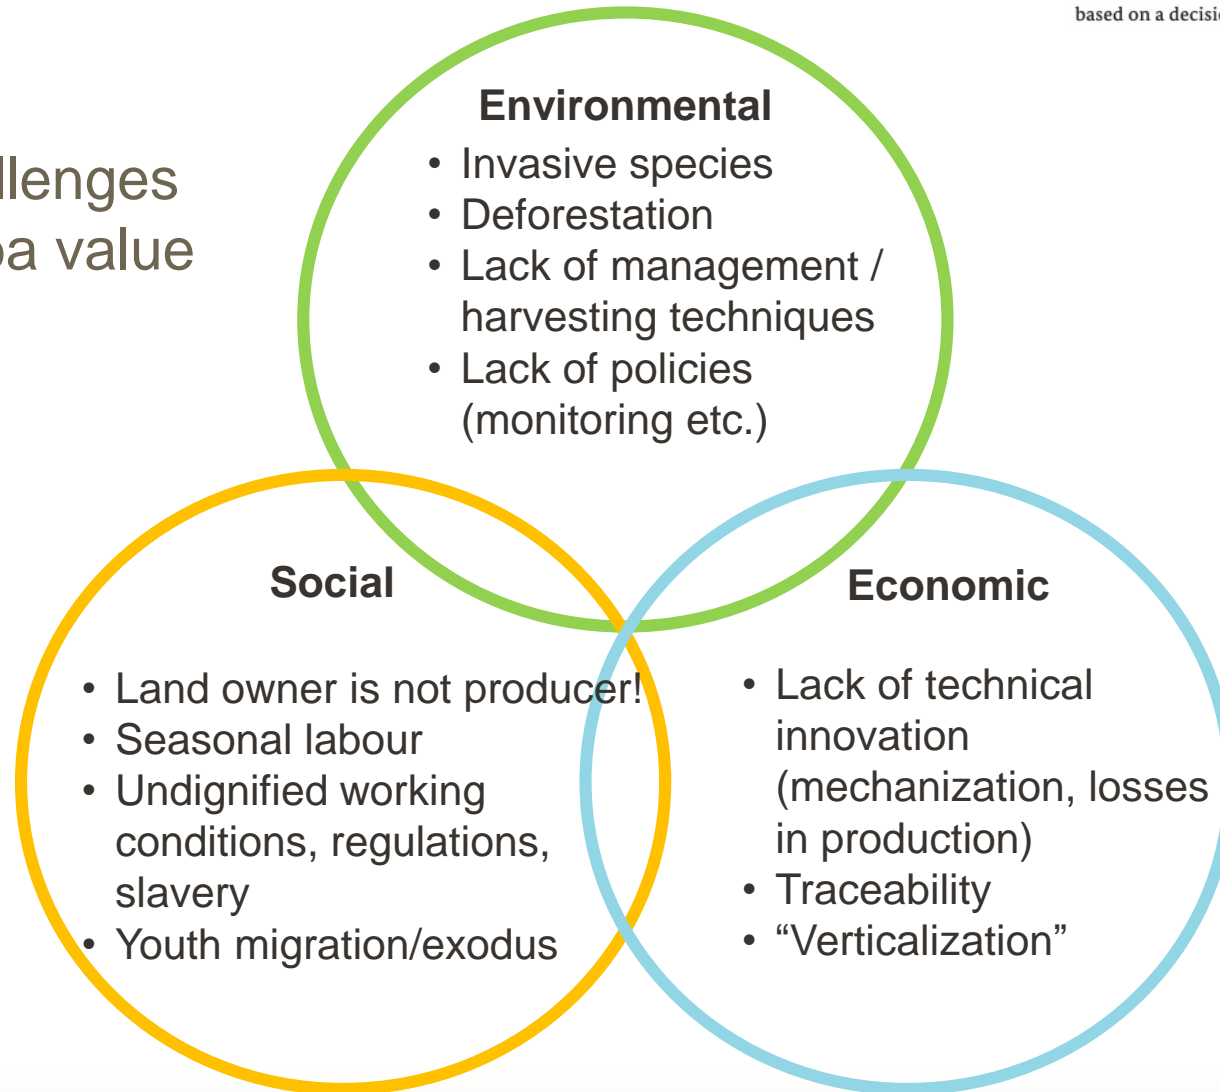 based on a decisio
llenges
oa value
Environmental
• Invasive species
• Deforestation
• Lack of management /
harvesting techniques
• Lack of policies
(monitoring etc.)
Social
• Land owner is not producer!
• Seasonal labour
• Undignified working
conditions, regulations,
slavery
• Youth migration/exodus
Economic
• Lack of technical
innovation
(mechanization, losses
in production)
• Traceability
• “Verticalization”